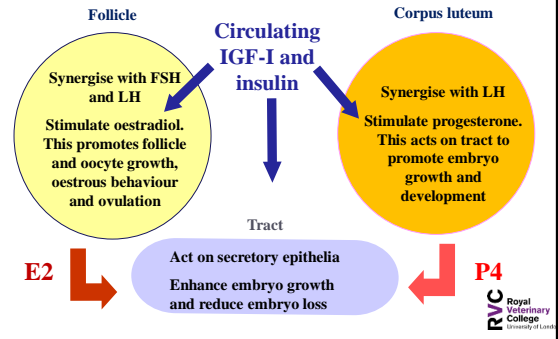 Follicle
Circulating
IGF-I and
insulin
Corpus luteum
Synergise with FSH
and LH
Stimulate oestradiol.
This promotes follicle
and oocyte growth,
oestrous behaviour
and ovulation
Synergise with LH
Stimulate progesterone.
This acts on tract to
promote embryo
growth and
development
Tract
Act on secretory epithelia
Enhance embryo growth
and reduce embryo loss
E2
P4
RVC
Royal
Veterinary
College
University of London